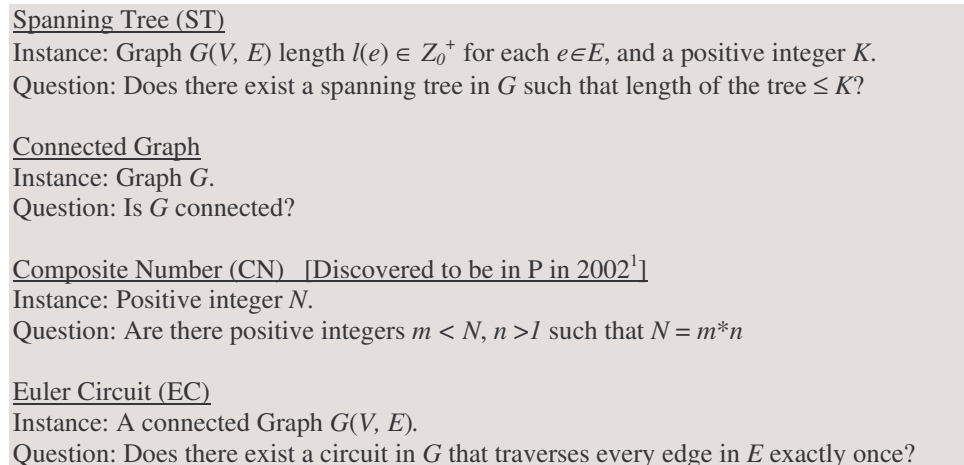 Spanning Tree (ST)
Instance: Graph G(V, E) length l(e) ∈ Z₀⁺ for each e∈E, and a positive integer K.
Question: Does there exist a spanning tree in G such that length of the tree ≤ K?
Connected Graph
Instance: Graph G.
Question: Is G connected?
Composite Number (CN) [Discovered to be in P in 2002¹]
Instance: Positive integer N.
Question: Are there positive integers m < N, n >1 such that N = m*n
Euler Circuit (EC)
Instance: A connected Graph G(V, E).
Question: Does there exist a circuit in G that traverses every edge in E exactly once?